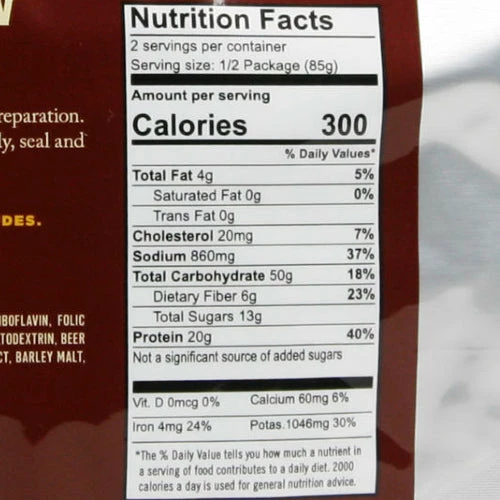 Nutrition Facts
2 servings per container
Serving size: 1/2 Package (85g)
Amount per serving
Calories 300
% Daily Values*
Total Fat 4g 5%
Saturated Fat 0g 0%
Trans Fat 0g
Cholesterol 20mg 7%
Sodium 860mg 37%
Total Carbohydrate 50g 18%
Dietary Fiber 6g 23%
Total Sugars 13g
Protein 20g 40%
Not a significant source of added sugars
Vit. D 0mcg 0% Calcium 60mg 6%
Iron 4mg 24% Potas. 1046mg 30%
*The % Daily Value tells you how much a nutrient in
a serving of food contributes to a daily diet. 2000
calories a day is used for general nutrition advice.
reparation.
ly, seal and
DES.
IBOFLAVIN, FOLIC
TODEXTRIN, BEER
CT, BARLEY MALT,